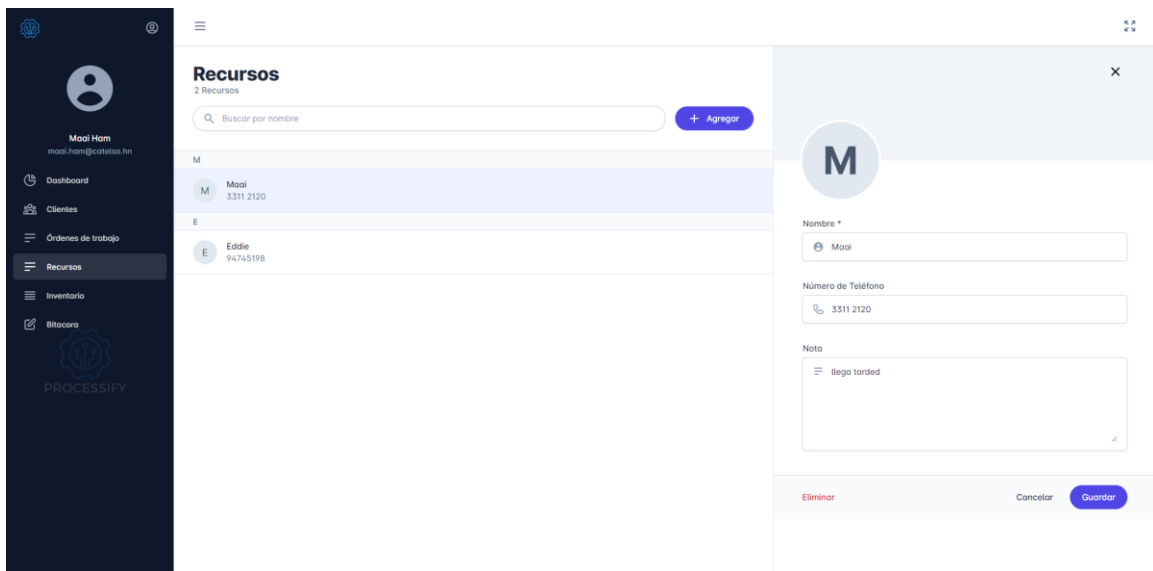 Maai Ham
maai.ham@catelsa.hn
Dashboard
Clientes
Órdenes de trabajo
Recursos
Inventario
Bitacora
PROCESSIFY
Recursos
2 Recursos
Buscar por nombre
+ Agregar
M
M
Maai
3311 2120
E
E
Eddie
94745198
M
Nombre *
Maai
Número de Teléfono
3311 2120
Nota
llega tarded
Eliminar
Cancelar
Guardar